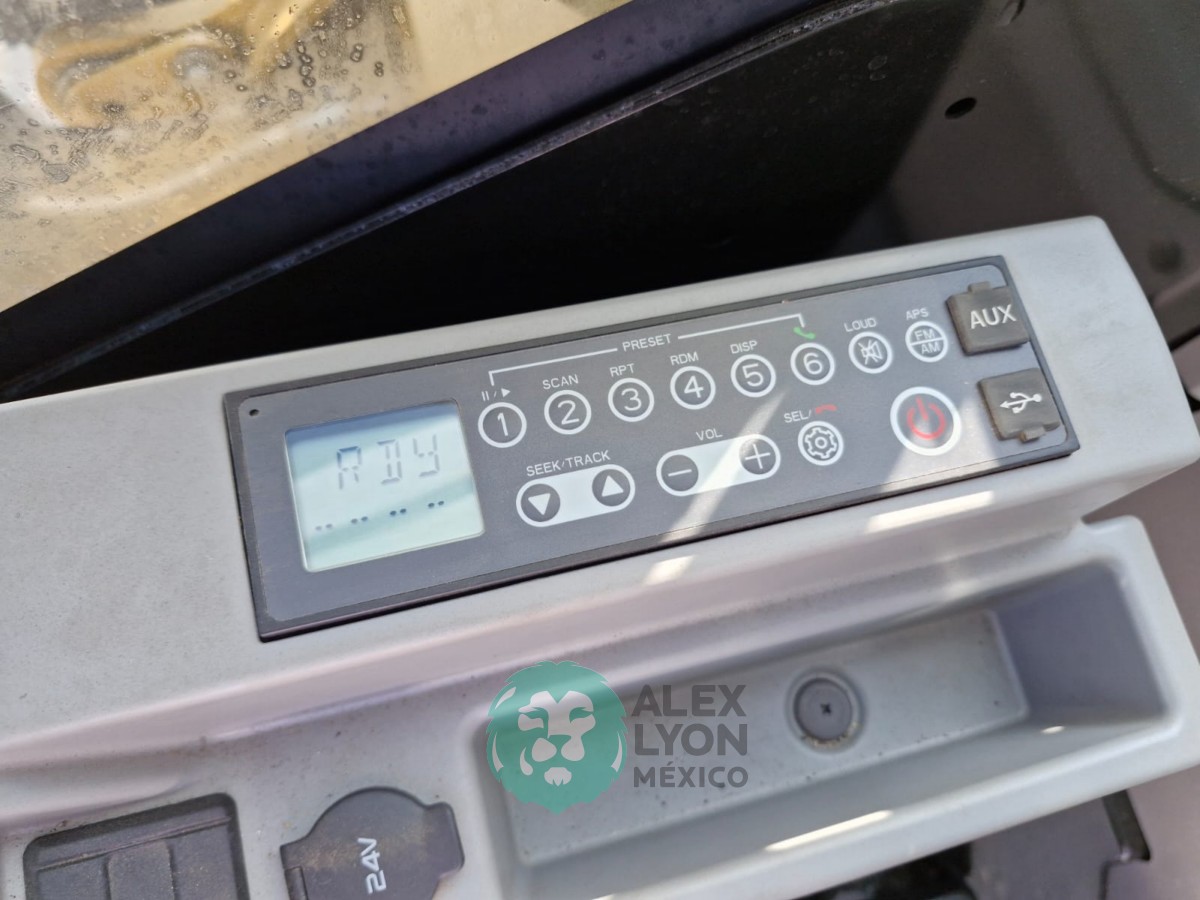 PRESET
II/▶ SCAN RPT RDM DISP LOUD APS
1 2 3 4 5 6 FM AM AUX
RDY
SEEK/TRACK VOL SEL/
24V
ALEX
LYON
MÉXICO